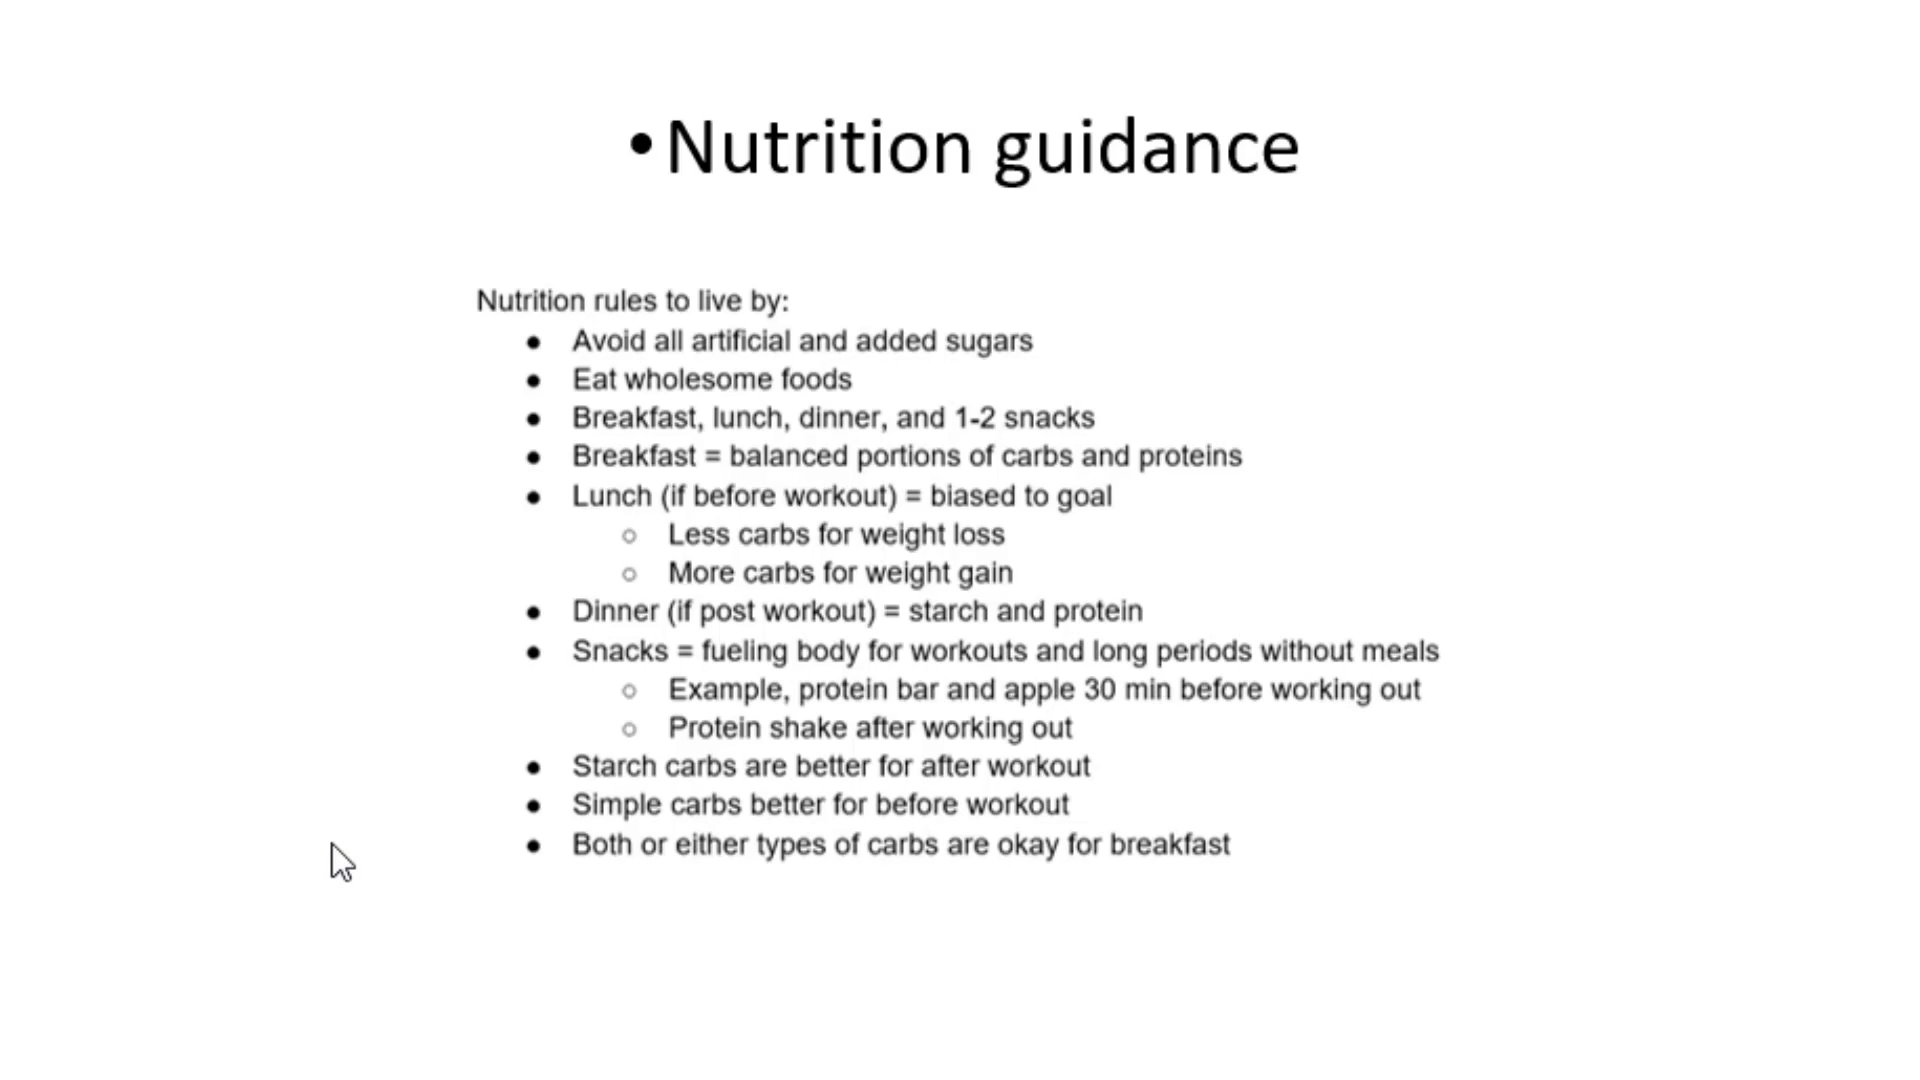 • Nutrition guidance
Nutrition rules to live by:
● Avoid all artificial and added sugars
● Eat wholesome foods
● Breakfast, lunch, dinner, and 1-2 snacks
● Breakfast = balanced portions of carbs and proteins
● Lunch (if before workout) = biased to goal
○ Less carbs for weight loss
○ More carbs for weight gain
● Dinner (if post workout) = starch and protein
● Snacks = fueling body for workouts and long periods without meals
○ Example, protein bar and apple 30 min before working out
○ Protein shake after working out
● Starch carbs are better for after workout
● Simple carbs better for before workout
● Both or either types of carbs are okay for breakfast